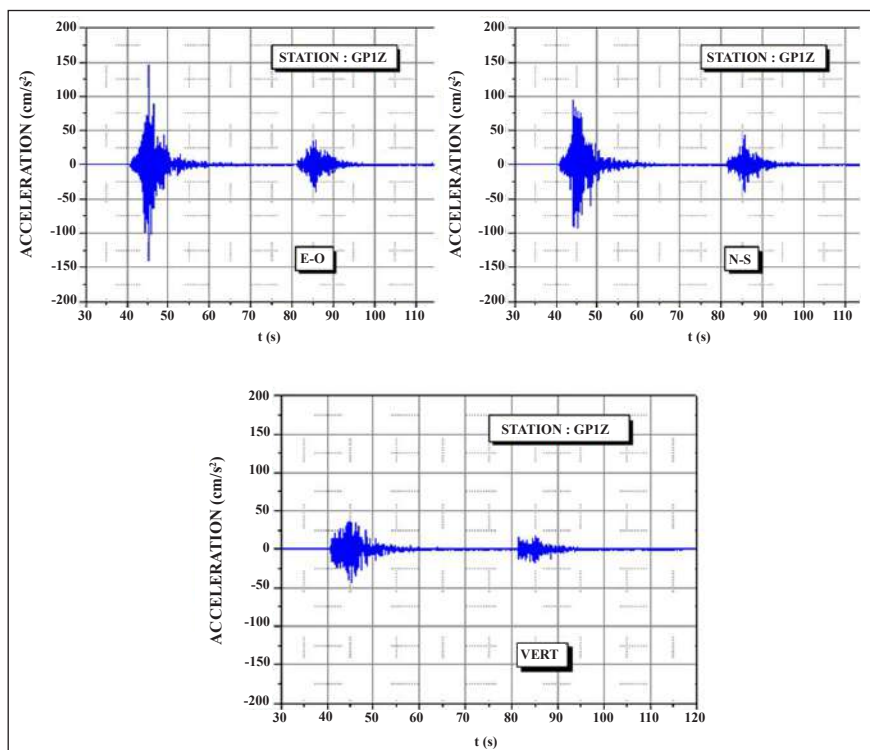 200
150
100
50
0
-50
-100
-150
-200
ACCELERATION (cm/s²)
STATION : GP1Z
E-O
30 40 50 60 70 80 90 100 110
t (s)
200
150
100
50
0
-50
-100
-150
-200
ACCELERATION (cm/s²)
STATION : GP1Z
N-S
30 40 50 60 70 80 90 100 110
t (s)
200
150
100
50
0
-50
-100
-150
-200
ACCELERATION (cm/s²)
STATION : GP1Z
VERT
30 40 50 60 70 80 90 100 110 120
t (s)